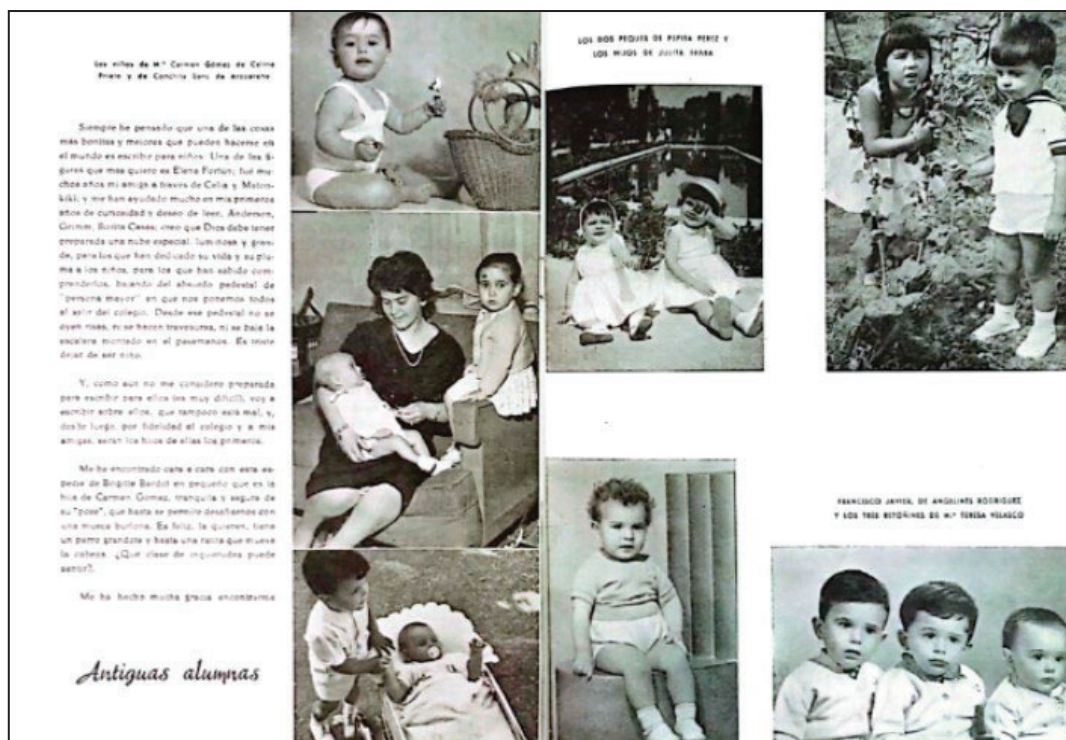 Los niños de M.ª Carmen Gómez de Celina
Prieto y de Conchita Sanz de
Siempre he pensado que una de las cosas
más bonitas y mejores que pueden hacerse en
el mundo es escribir para niños. Una de las fi-
guras que más quiero es Elena Fortún; fué mu-
chos años mi amiga a través de Celia y Maton-
kikí; y me han ayudado mucho en mis primeros
años de curiosidad y deseo de leer, Andersen,
Grimm, Borita Casas; creo que Dios debe tener
preparada una nube especial, luminosa y gran-
de, para los que han dedicado su vida y su plu-
ma a los niños, para los que han sabido com-
prenderlos, bajando del absurdo pedestal de
"persona mayor" en que nos ponemos todos
al salir del colegio. Desde ese pedestal no se
oyen risas, ni se hacen travesuras, ni se baja la
escalera montado en el pasamanos. Es triste
dejar de ser niño.
Y, como aun no me considero preparada
para escribir para ellos (es muy difícil), voy a
escribir sobre ellos, que tampoco está mal, y,
desde luego, por fidelidad al colegio y a mis
amigas, serán los hijos de ellas los primeros.
Me he encontrado cara a cara con esta es-
pecie de Brigitte Bardot en pequeño que es la
hija de Carmen Gómez, tranquila y segura de
su "pose", que hasta se permite desafiarnos con
una mueca burlona. Es feliz, la quieren, tiene
un perro grandote y hasta una ratita que mueve
la cabeza. ¿Qué clase de inquietudes puede
sentir?.
Me ha hecho mucha gracia encontrarme
Antiguas alumnas
LOS DOS PEQUES DE PEPITA PEREZ Y
LOS HIJOS DE JULITA
FRANCISCO JAVIER, DE ANGELINES RODRIGUEZ
Y LOS TRES RETOÑINES DE M.ª TERESA VELASCO